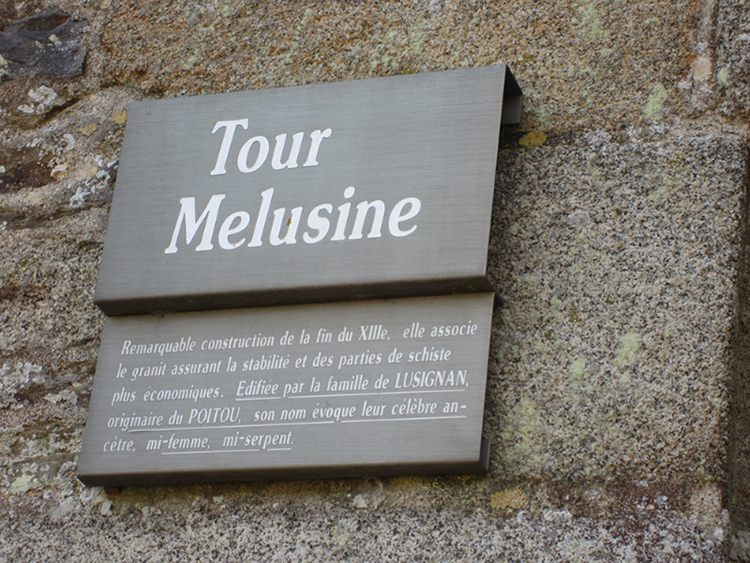 Tour
Melusine
Remarquable construction de la fin du XIIIe, elle associe
le granit assurant la stabilité et des parties de schiste
plus économiques. Edifiée par la famille de LUSIGNAN,
originaire du POITOU, son nom évoque leur célèbre an-
cètre, mi-femme, mi-serpent.